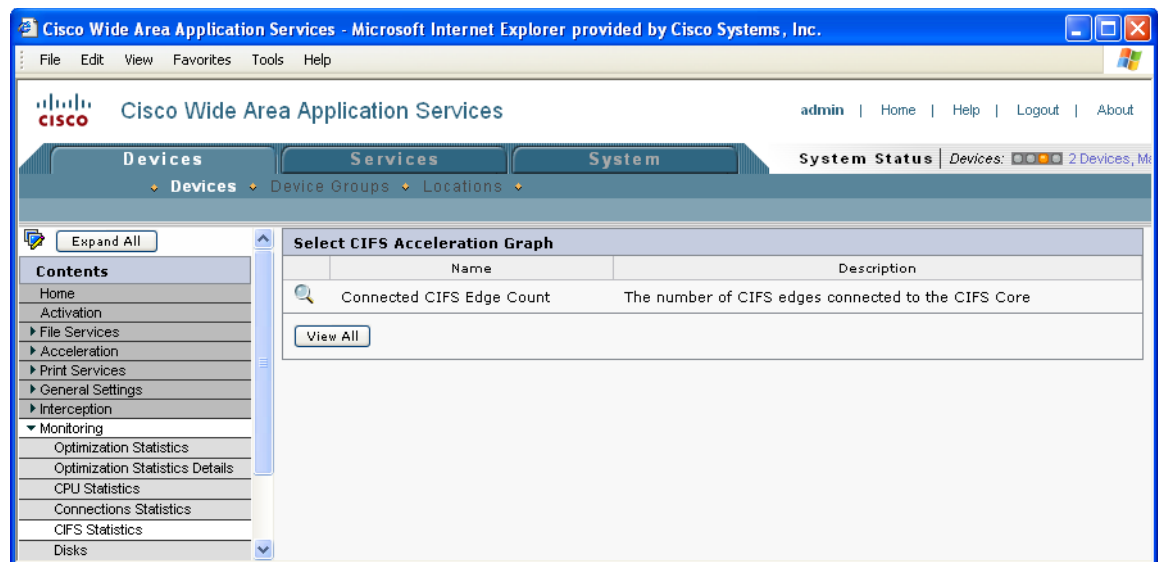 Cisco Wide Area Application Services - Microsoft Internet Explorer provided by Cisco Systems, Inc.
File Edit View Favorites Tools Help
CISCO Cisco Wide Area Application Services
admin | Home | Help | Logout | About
Devices Services System
System Status | Devices: 2 Devices, Ma
Devices Device Groups Locations
Expand All
Contents
Home
Activation
File Services
Acceleration
Print Services
General Settings
Interception
Monitoring
Optimization Statistics
Optimization Statistics Details
CPU Statistics
Connections Statistics
CIFS Statistics
Disks
Select CIFS Acceleration Graph
Name Description
Connected CIFS Edge Count The number of CIFS edges connected to the CIFS Core
View All